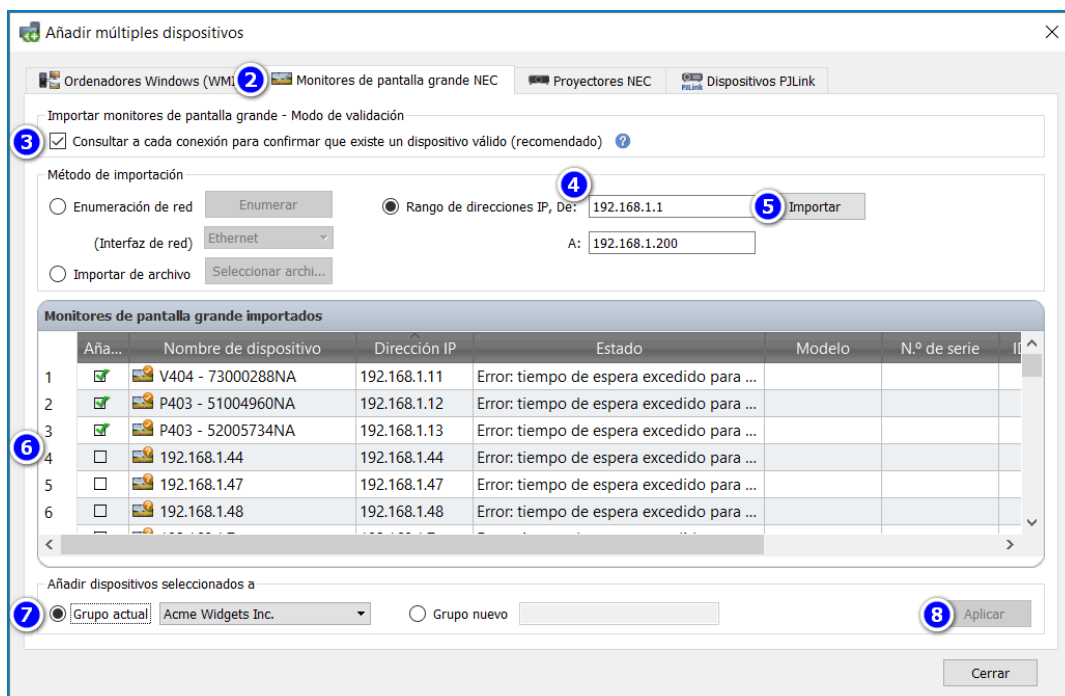 Añadir múltiples dispositivos
Ordenadores Windows (WMI 2 Monitores de pantalla grande NEC Proyectores NEC PJLink Dispositivos PJLink
Importar monitores de pantalla grande - Modo de validación
3 Consultar a cada conexión para confirmar que existe un dispositivo válido (recomendado) ?
Método de importación
4
Enumeración de red Enumerar Rango de direcciones IP, De: 192.168.1.1 5 Importar
(Interfaz de red) Ethernet A: 192.168.1.200
Importar de archivo Seleccionar archi...
Monitores de pantalla grande importados
Aña... Nombre de dispositivo Dirección IP Estado Modelo N.º de serie
1 V404 - 73000288NA 192.168.1.11 Error: tiempo de espera excedido para ...
2 P403 - 51004960NA 192.168.1.12 Error: tiempo de espera excedido para ...
3 P403 - 52005734NA 192.168.1.13 Error: tiempo de espera excedido para ...
6
4 192.168.1.44 192.168.1.44 Error: tiempo de espera excedido para ...
5 192.168.1.47 192.168.1.47 Error: tiempo de espera excedido para ...
6 192.168.1.48 192.168.1.48 Error: tiempo de espera excedido para ...
Añadir dispositivos seleccionados a
7 Grupo actual Acme Widgets Inc. Grupo nuevo 8 Aplicar
Cerrar